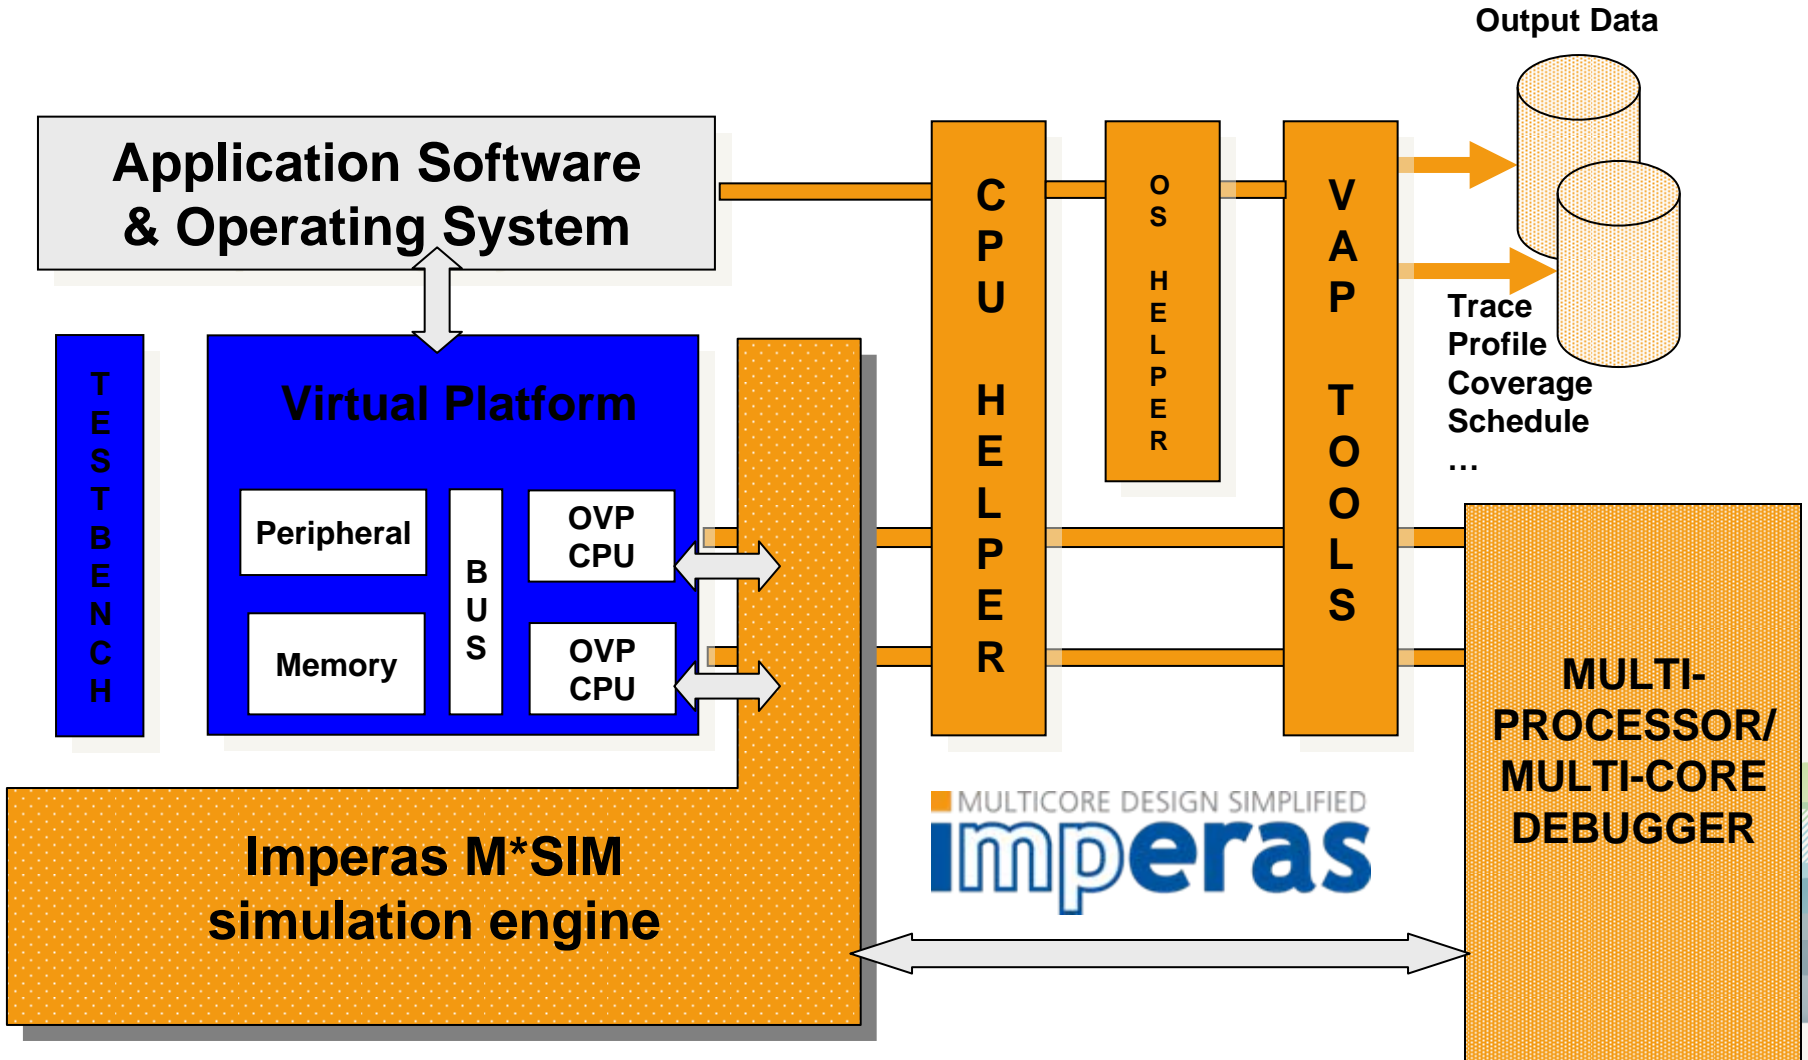 Output Data
Application Software
& Operating System
CPU HELPER
OS HELPER
VAP TOOLS
Trace
Profile
Coverage
Schedule
…
TESTBENCH
Virtual Platform
Peripheral
BUS
OVP
CPU
Memory
OVP
CPU
MULTI-
PROCESSOR/
MULTI-CORE
DEBUGGER
MULTICORE DESIGN SIMPLIFIED
imperas
Imperas M*SIM
simulation engine